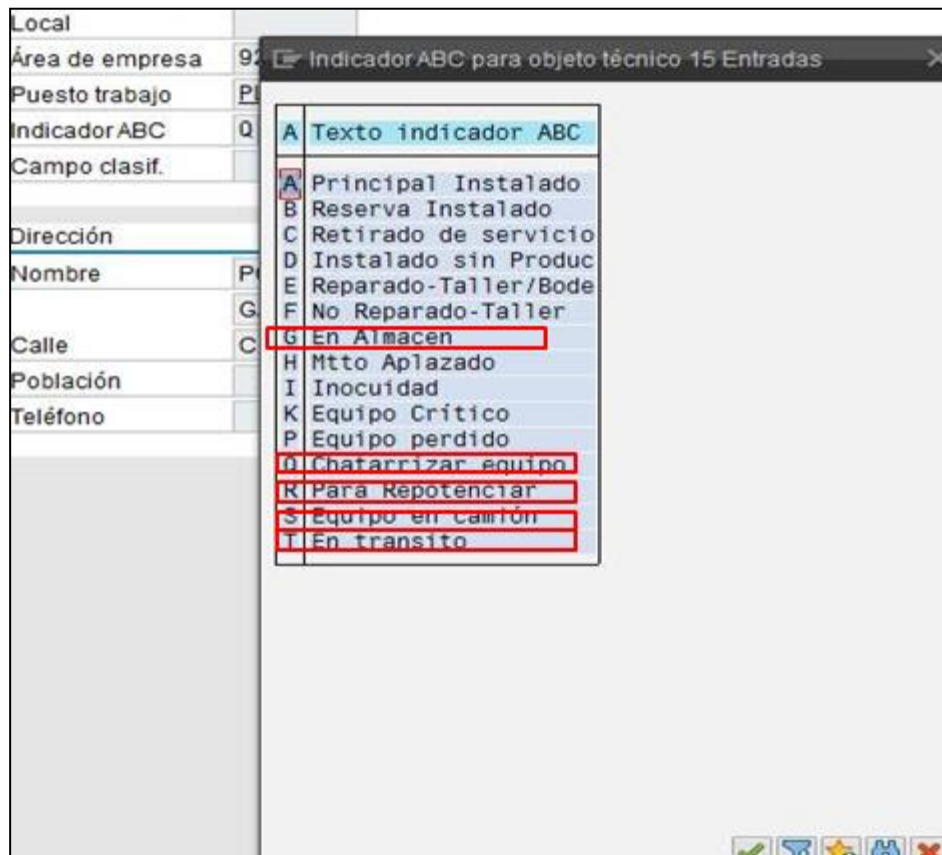 Local
Área de empresa 92
Puesto trabajo PL
Indicador ABC Q
Campo clasif.
Dirección
Nombre
G
Calle C
Población
Teléfono
Indicador ABC para objeto técnico 15 Entradas
A Texto indicador ABC
A Principal Instalado
B Reserva Instalado
C Retirado de servicio
D Instalado sin Produc
E Reparado-Taller/Bode
F No Reparado-Taller
G En Almacen
H Mtto Aplazado
I Inocuidad
K Equipo Crítico
P Equipo perdido
Q Chatarrizar equipo
R Para Repotenciar
S Equipo en camión
T En transito